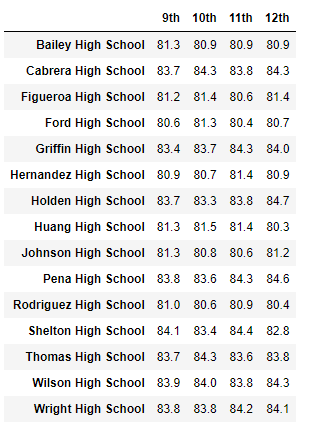 9th 10th 11th 12th
Bailey High School 81.3 80.9 80.9 80.9
Cabrera High School 83.7 84.3 83.8 84.3
Figueroa High School 81.2 81.4 80.6 81.4
Ford High School 80.6 81.3 80.4 80.7
Griffin High School 83.4 83.7 84.3 84.0
Hernandez High School 80.9 80.7 81.4 80.9
Holden High School 83.7 83.3 83.8 84.7
Huang High School 81.3 81.5 81.4 80.3
Johnson High School 81.3 80.8 80.6 81.2
Pena High School 83.8 83.6 84.3 84.6
Rodriguez High School 81.0 80.6 80.9 80.4
Shelton High School 84.1 83.4 84.4 82.8
Thomas High School 83.7 84.3 83.6 83.8
Wilson High School 83.9 84.0 83.8 84.3
Wright High School 83.8 83.8 84.2 84.1